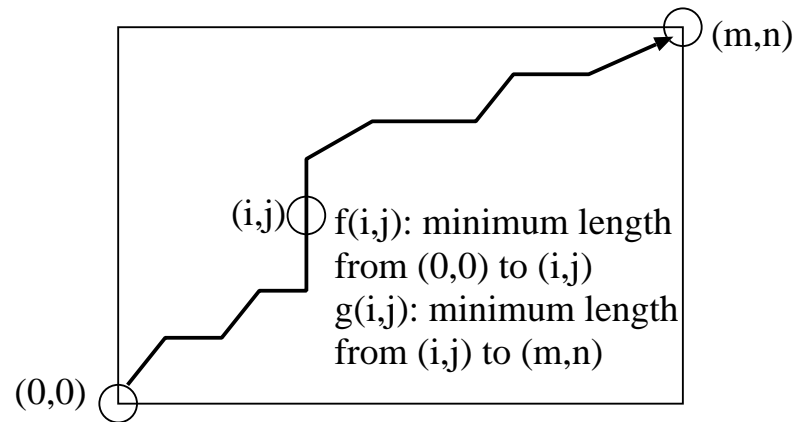 (m,n)
(i,j)
f(i,j): minimum length
from (0,0) to (i,j)
g(i,j): minimum length
from (i,j) to (m,n)
(0,0)